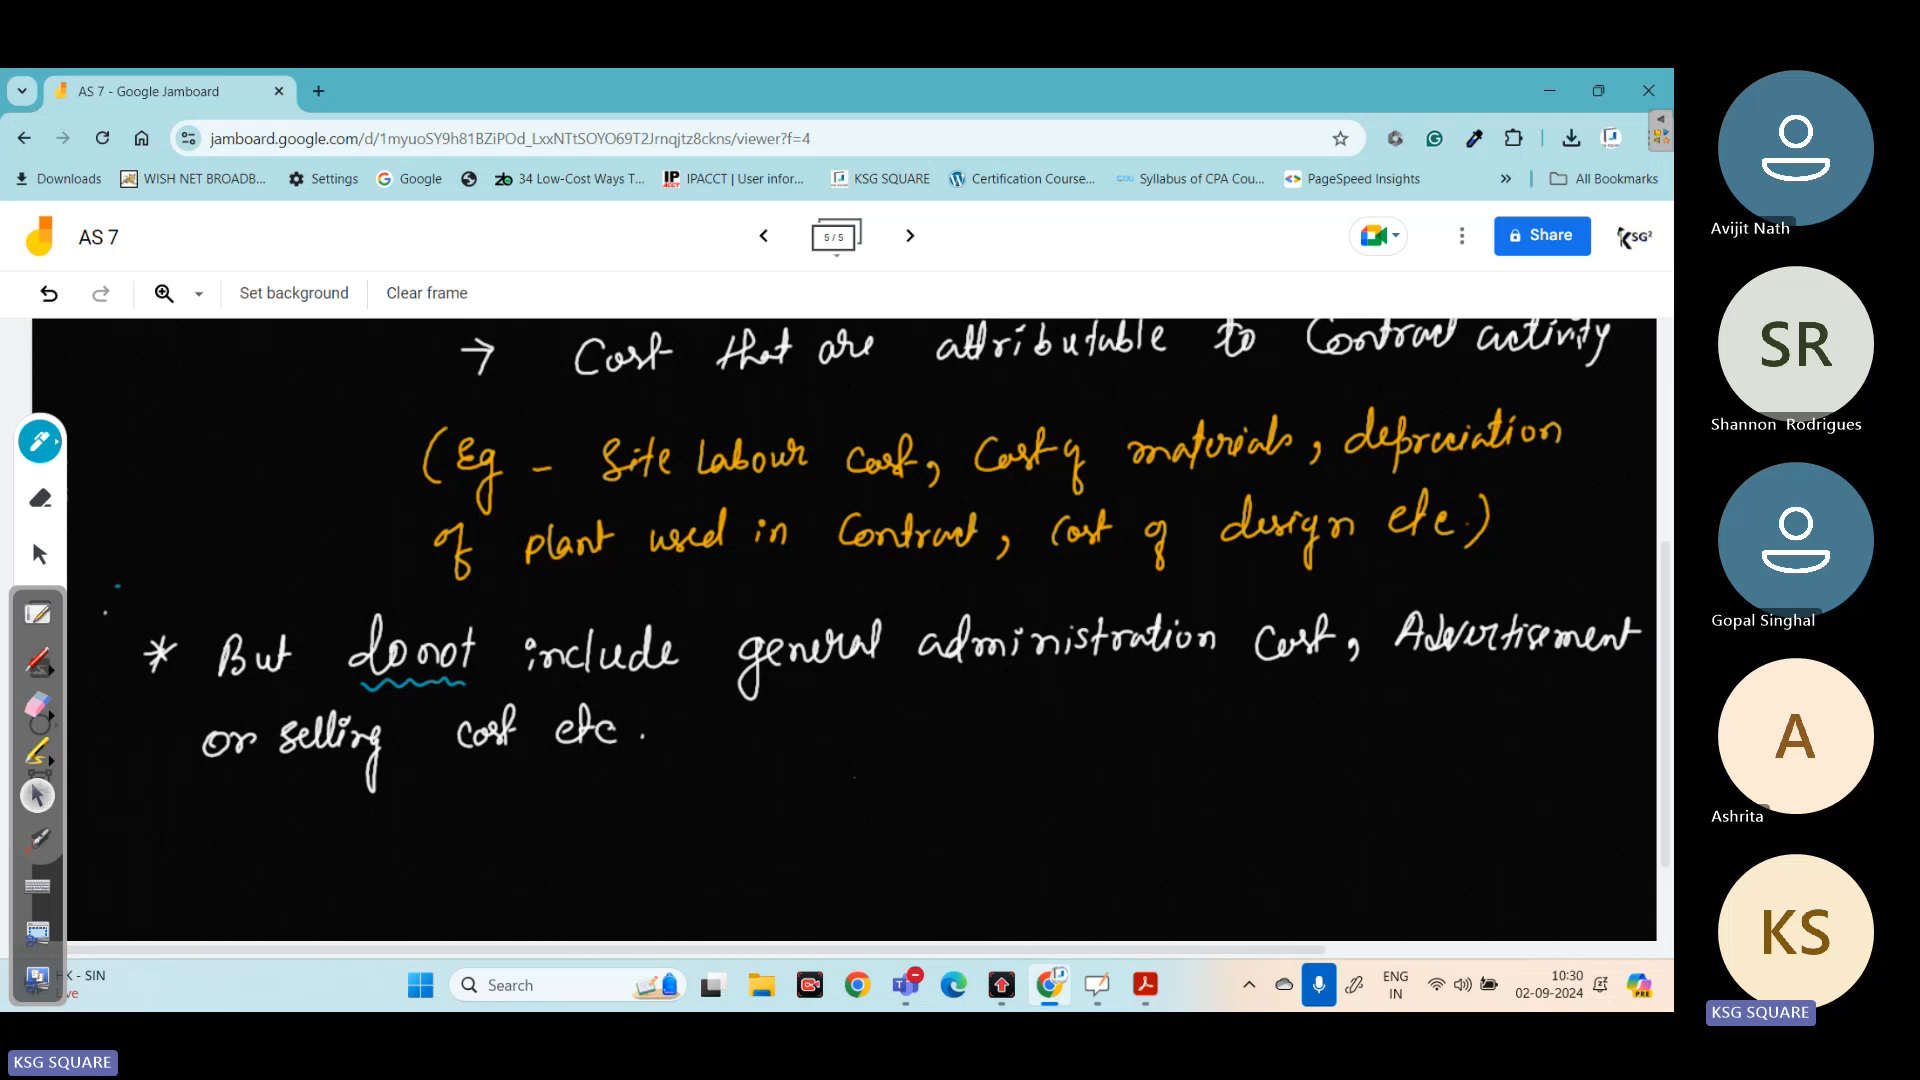 AS 7 - Google Jamboard
jamboard.google.com/d/1myuoSY9h81BZiPOd_LxxNTtSOYO69T2Jrnqjtz8ckns/viewer?f=4
Downloads WISH NET BROADB... Settings Google 34 Low-Cost Ways T... IPACCT | User infor... KSG SQUARE Certification Course... Syllabus of CPA Cou... PageSpeed Insights » All Bookmarks
AS 7 5 / 5 Share KSG²
Set background Clear frame
→ Cost that are attributable to Contract activity
(Eg - Site Labour cost, Cost of materials, depreciation
of plant used in Contract, cost of design etc.)
* But do not include general administration cost, Advertisement
or selling cost etc.
- SIN
Search
ENG
IN
10:30
02-09-2024
PRE
KSG SQUARE
Avijit Nath
SR
Shannon Rodrigues
Gopal Singhal
A
Ashrita
KS
KSG SQUARE